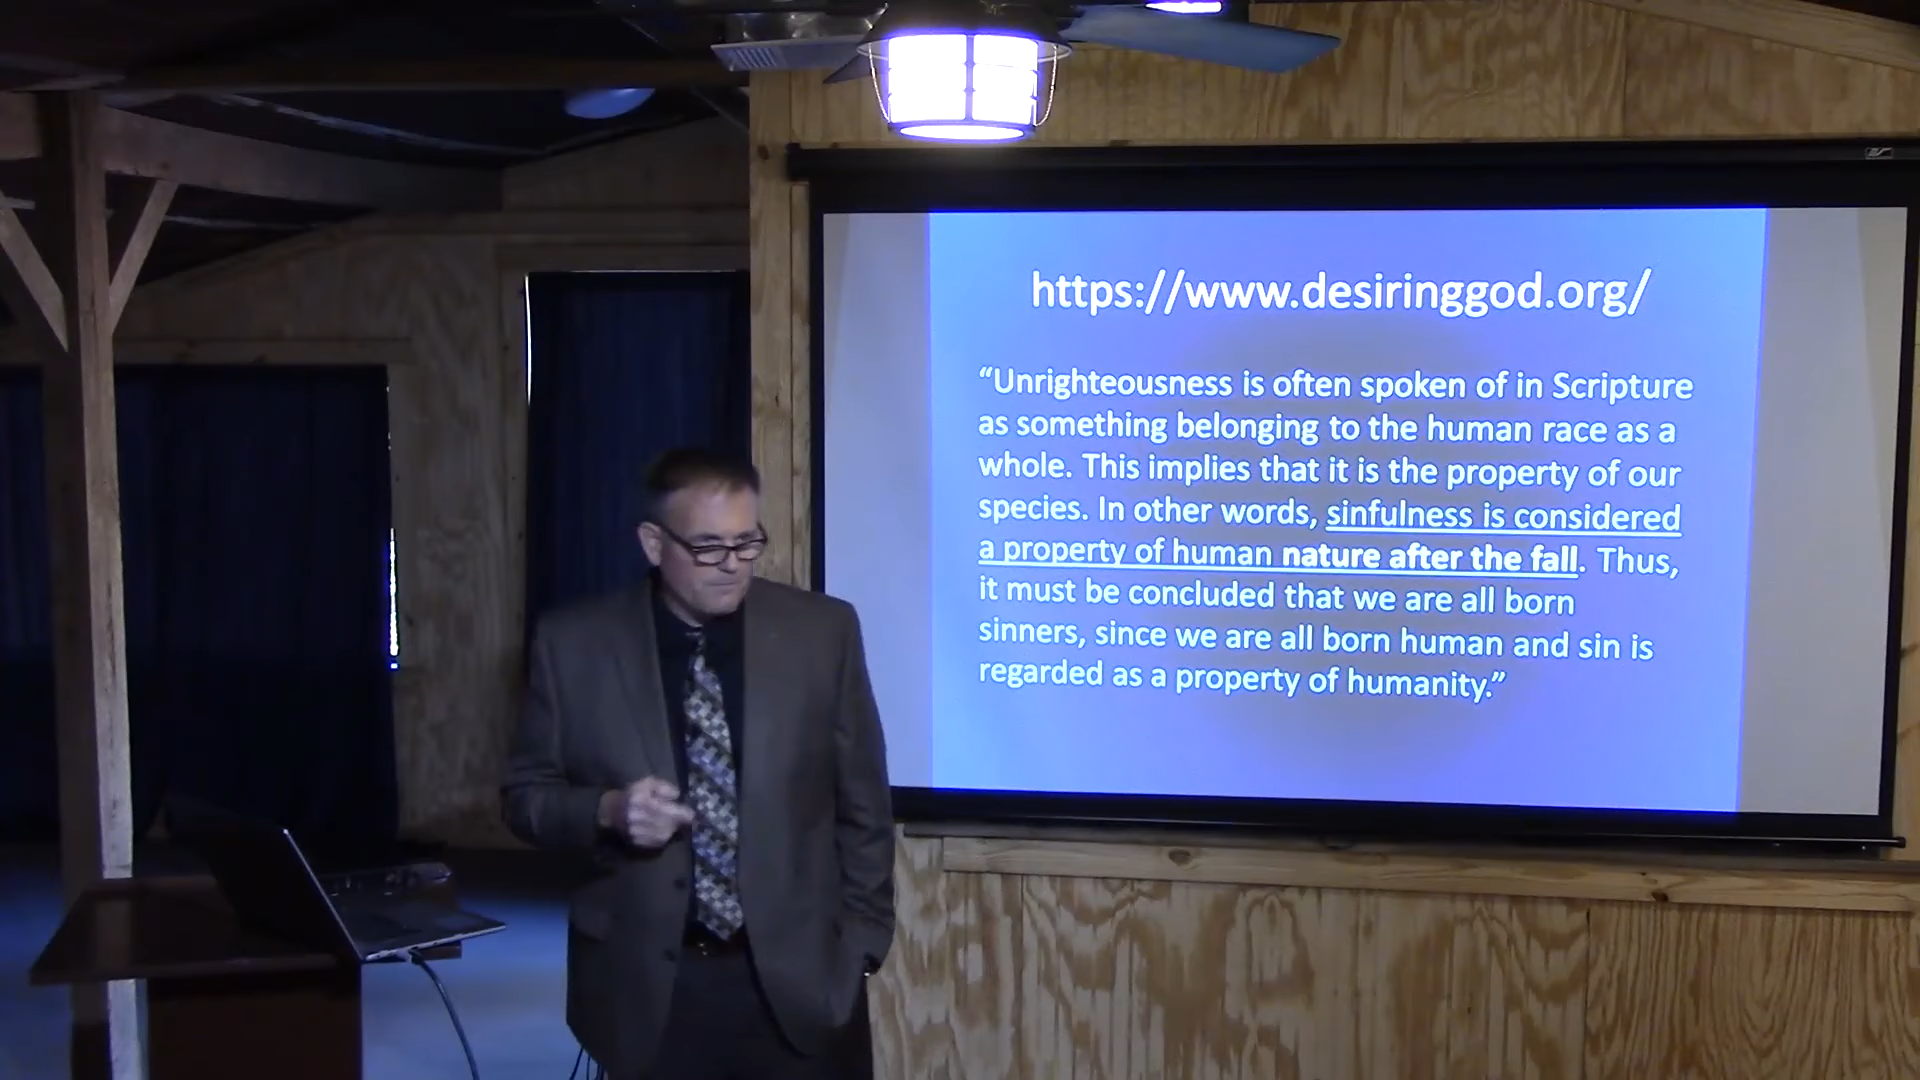 https://www.desiringgod.org/
“Unrighteousness is often spoken of in Scripture
as something belonging to the human race as a
whole. This implies that it is the property of our
species. In other words, sinfulness is considered
a property of human nature after the fall. Thus,
it must be concluded that we are all born
sinners, since we are all born human and sin is
regarded as a property of humanity.”